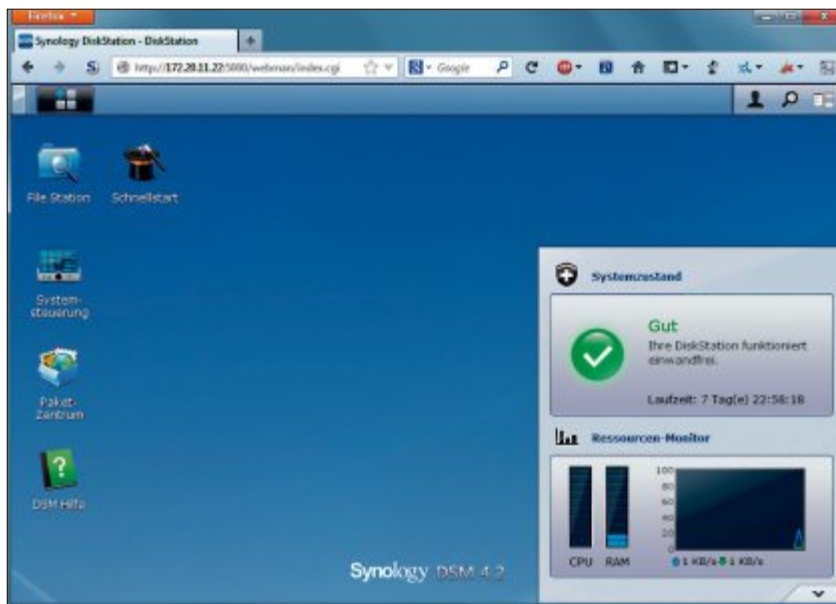 Firefox
Synology DiskStation - DiskStation
http://172.20.11.22:5000/webman/index.cgi
Google
File Station
Schnellstart
System-
steuerung
Paket-
Zentrum
DSM Hilfe
Systemzustand
Gut
Ihre DiskStation funktioniert
einwandfrei.
Laufzeit: 7 Tag(e) 22:58:18
Ressourcen-Monitor
100
80
60
40
20
0
CPU RAM
1 KB/s 1 KB/s
Synology DSM 4.2